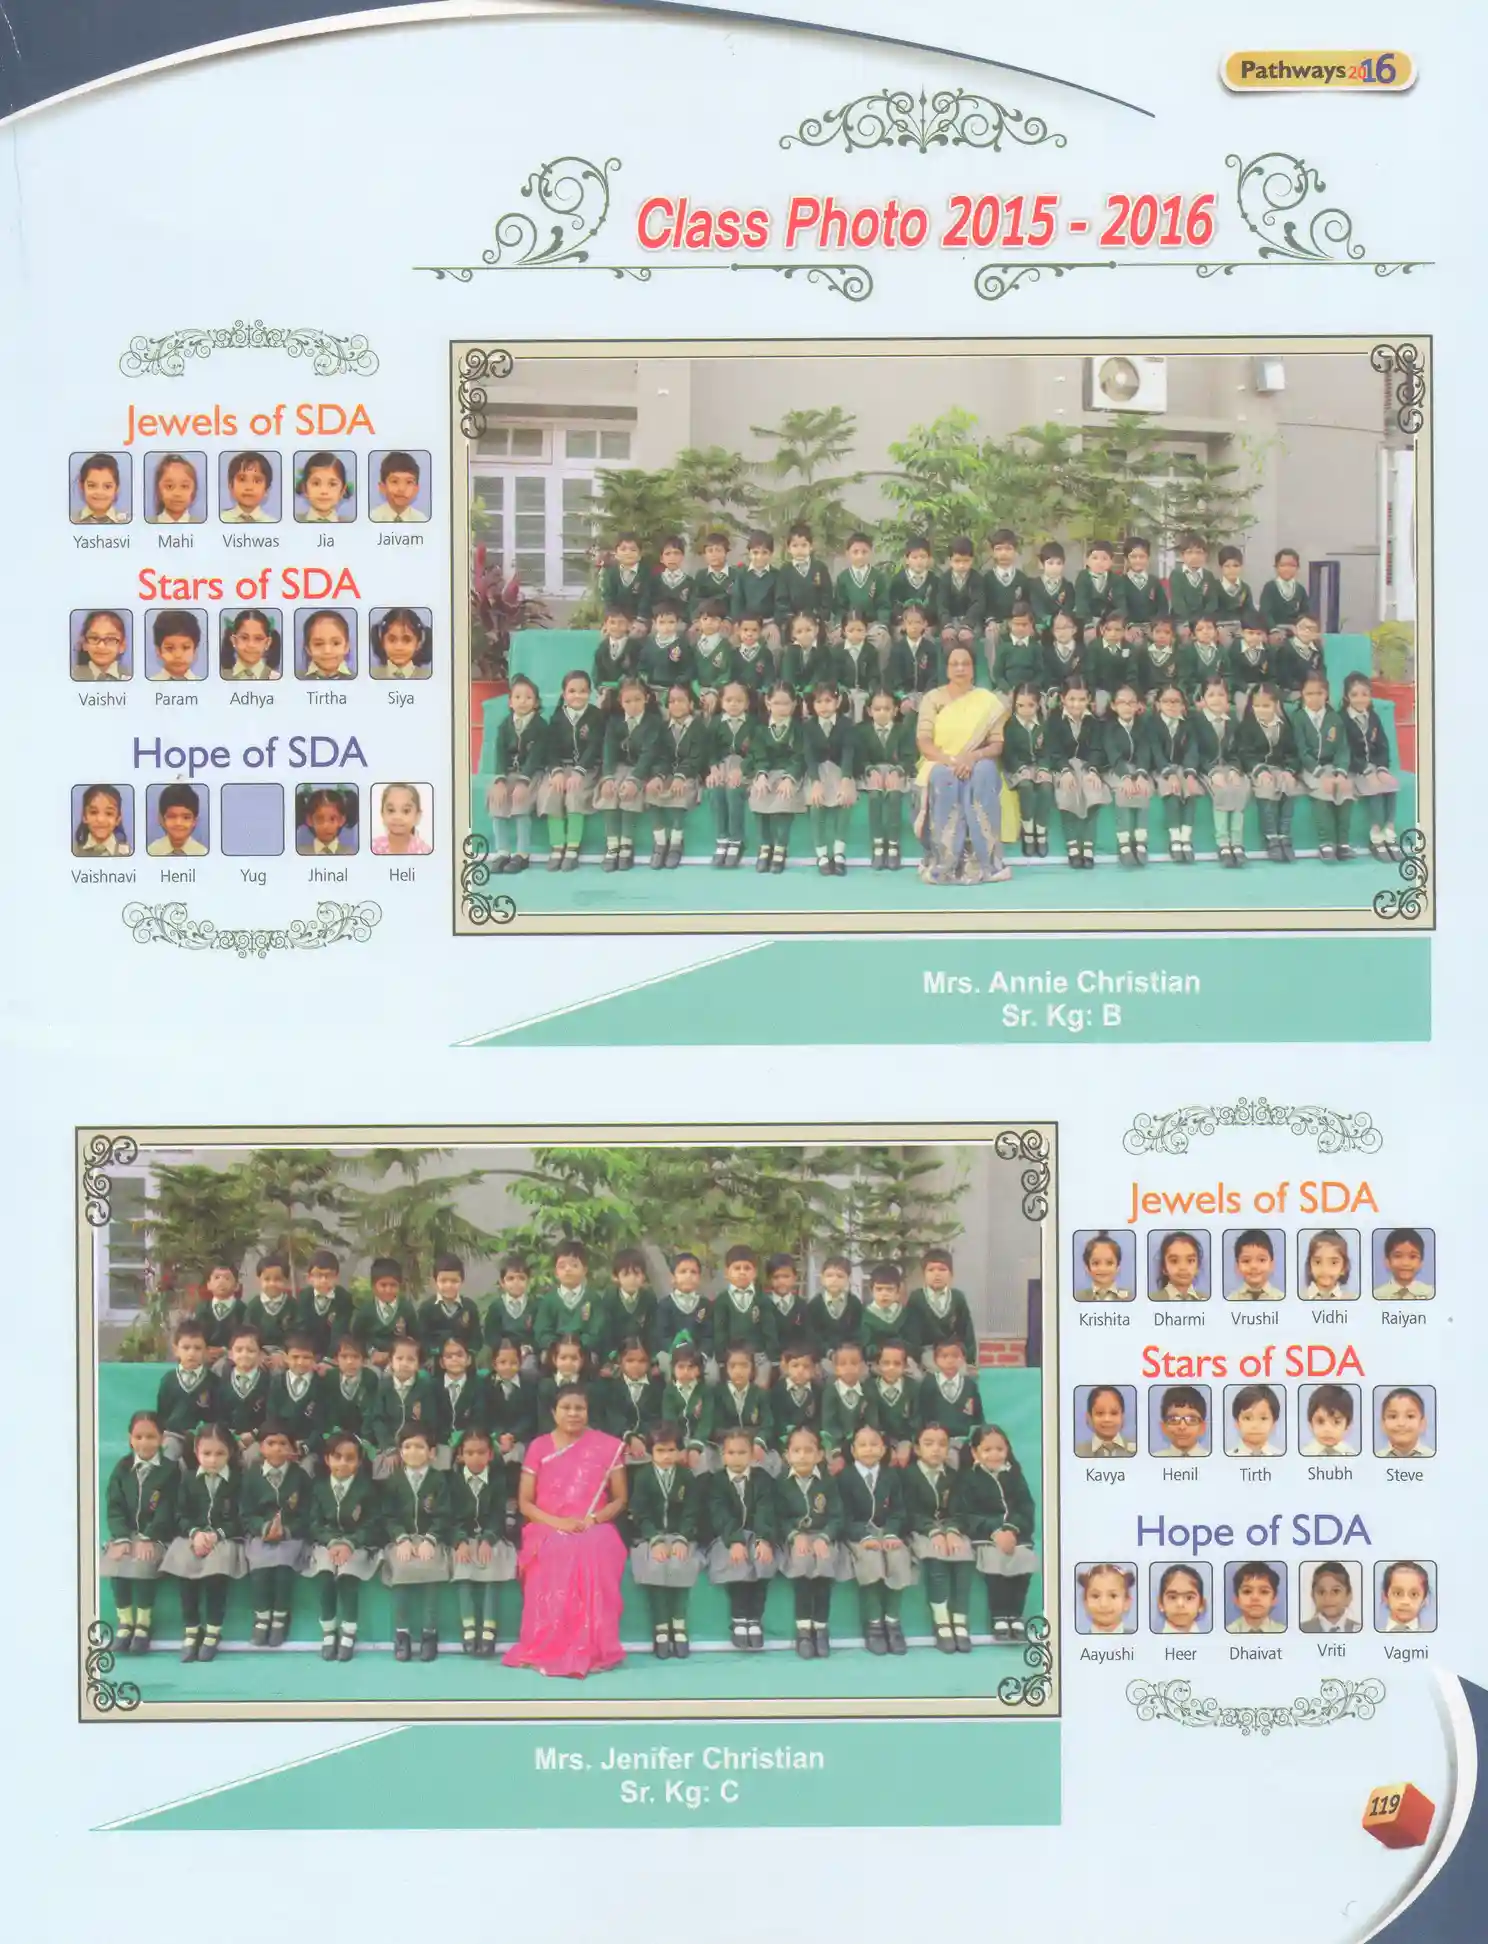 Pathways 2016
Class Photo 2015 - 2016
Jewels of SDA
Yashasvi Mahi Vishwas Jia Jaivam
Stars of SDA
Vaishvi Param Adhya Tirtha Siya
Hope of SDA
Vaishnavi Henil Yug Jhinal Heli
Mrs. Annie Christian
Sr. Kg: B
Jewels of SDA
Krishita Dharmi Vrushil Vidhi Raiyan
Stars of SDA
Kavya Henil Tirth Shubh Steve
Hope of SDA
Aayushi Heer Dhaivat Vriti Vagmi
Mrs. Jenifer Christian
Sr. Kg: C
119